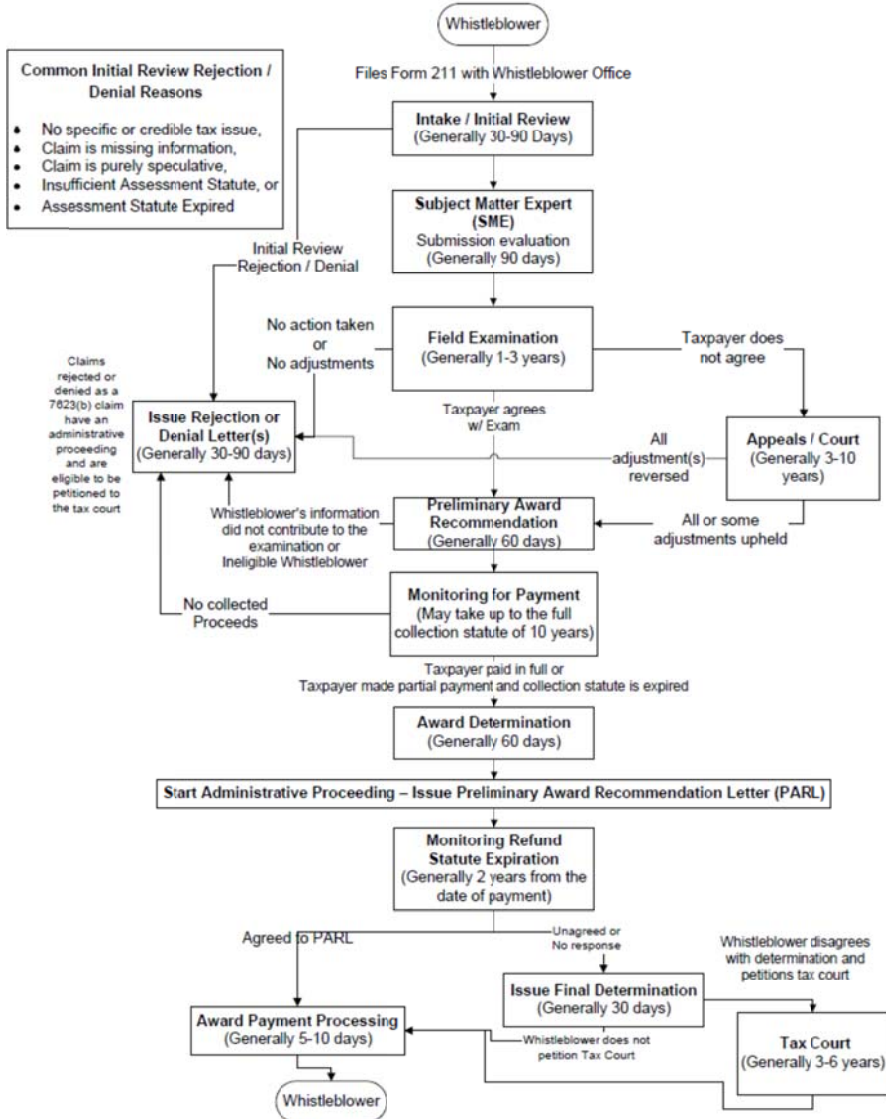 Whistleblower
Files Form 211 with Whistleblower Office
Common Initial Review Rejection /
Denial Reasons
• No specific or credible tax issue,
• Claim is missing information,
• Claim is purely speculative,
• Insufficient Assessment Statute, or
• Assessment Statute Expired
Intake / Initial Review
(Generally 30-90 Days)
Subject Matter Expert
(SME)
Submission evaluation
(Generally 90 days)
Initial Review
Rejection / Denial
No action taken
or
No adjustments
Field Examination
(Generally 1-3 years)
Taxpayer does
not agree
Claims
rejected or
denied as a
7623(b) claim
have an
administrative
proceeding
and are
eligible to be
petitioned to
the tax court
Issue Rejection or
Denial Letter(s)
(Generally 30-90 days)
Taxpayer agrees
w/ Exam
All
adjustment(s)
reversed
Appeals / Court
(Generally 3-10
years)
Whistleblower's information
did not contribute to the
examination or
Ineligible Whistleblower
Preliminary Award
Recommendation
(Generally 60 days)
All or some
adjustments upheld
No collected
Proceeds
Monitoring for Payment
(May take up to the full
collection statute of 10 years)
Taxpayer paid in full or
Taxpayer made partial payment and collection statute is expired
Award Determination
(Generally 60 days)
Start Administrative Proceeding – Issue Preliminary Award Recommendation Letter (PARL)
Monitoring Refund
Statute Expiration
(Generally 2 years from the
date of payment)
Agreed to PARL
Unagreed or
No response
Whistleblower disagrees
with determination and
petitions tax court
Issue Final Determination
(Generally 30 days)
Award Payment Processing
(Generally 5-10 days)
Whistleblower does not
petition Tax Court
Tax Court
(Generally 3-6 years)
Whistleblower